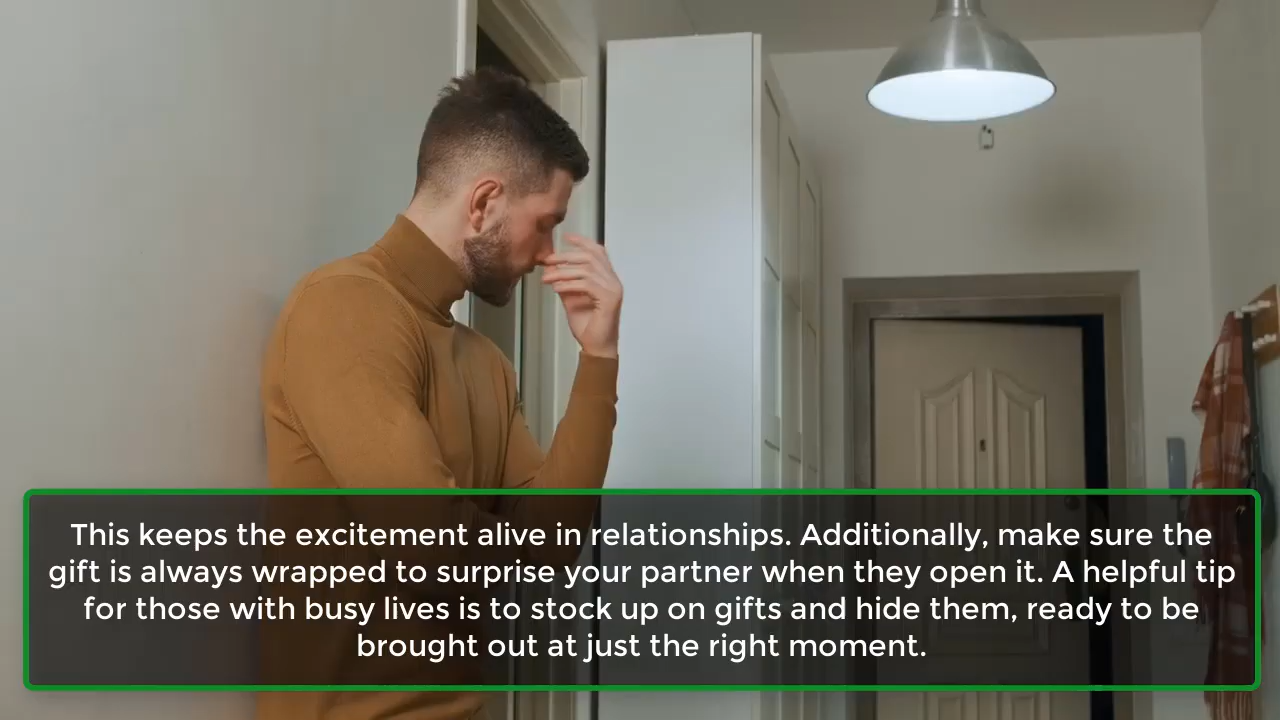 This keeps the excitement alive in relationships. Additionally, make sure the
gift is always wrapped to surprise your partner when they open it. A helpful tip
for those with busy lives is to stock up on gifts and hide them, ready to be
brought out at just the right moment.